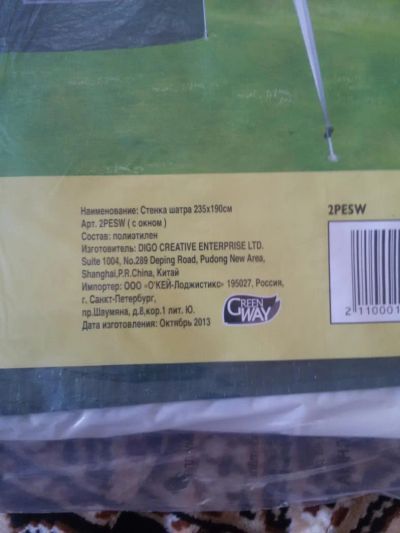 Наименование: Стенка шатра 235х190см
Арт. 2PESW ( с окном )
Состав: полиэтилен
Изготовитель: DIGO CREATIVE ENTERPRISE LTD.
Suite 1004, No.289 Deping Road, Pudong New Area,
Shanghai,P.R.China, Китай
Импортер: ООО «О'КЕЙ-Лоджистикс» 195027, Россия,
г. Санкт-Петербург,
пр.Шаумяна, д.8,кор.1 лит. Ю.
Дата изготовления: Октябрь 2013
GREEN
WAY
2PESW
2 110001